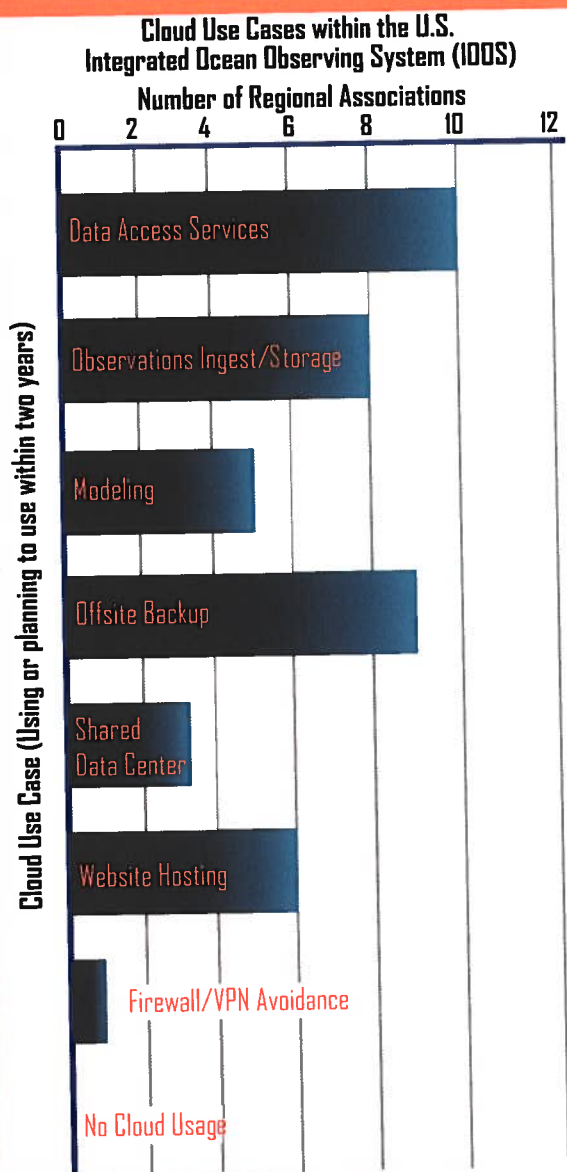 Cloud Use Cases within the U.S.
Integrated Ocean Observing System (IOOS)
Number of Regional Associations
0 2 4 6 8 10 12
Cloud Use Case (Using or planning to use within two years)
Data Access Services
Observations Ingest/Storage
Modeling
Offsite Backup
Shared
Data Center
Website Hosting
Firewall/VPN Avoidance
No Cloud Usage